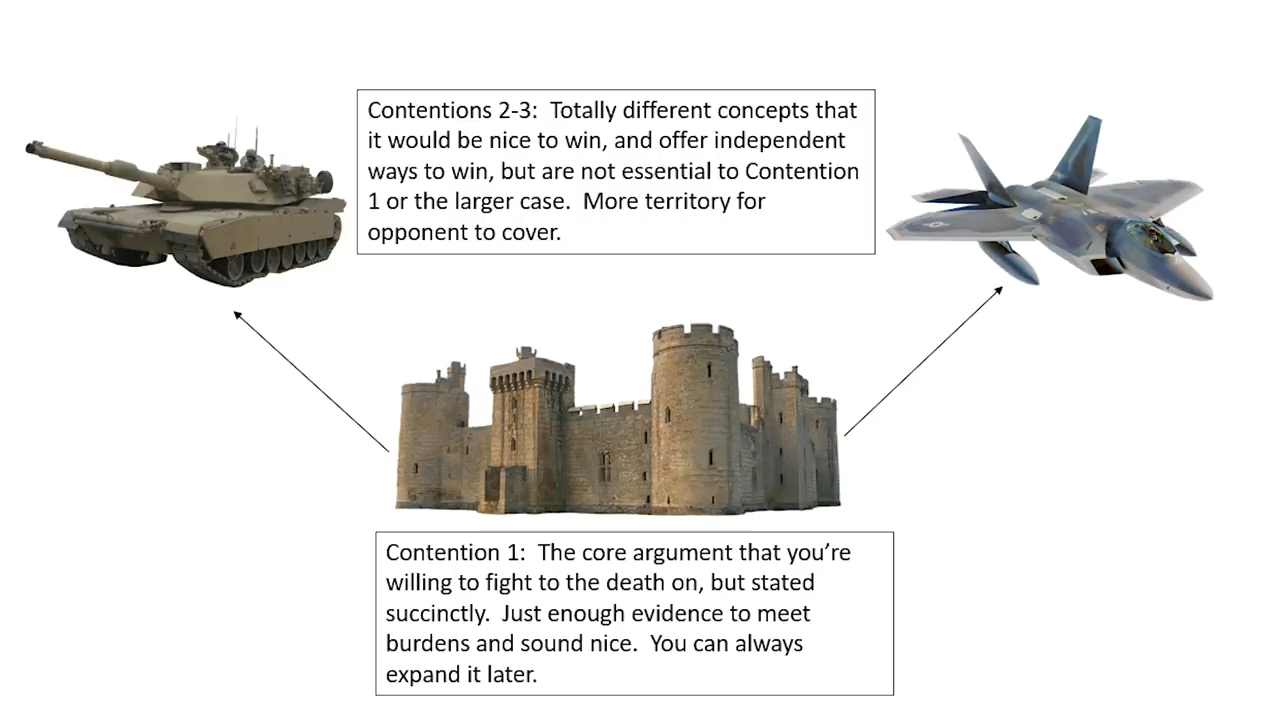 Contentions 2-3:  Totally different concepts that
it would be nice to win, and offer independent
ways to win, but are not essential to Contention
1 or the larger case.  More territory for
opponent to cover.
Contention 1:  The core argument that you’re
willing to fight to the death on, but stated
succinctly.  Just enough evidence to meet
burdens and sound nice.  You can always
expand it later.